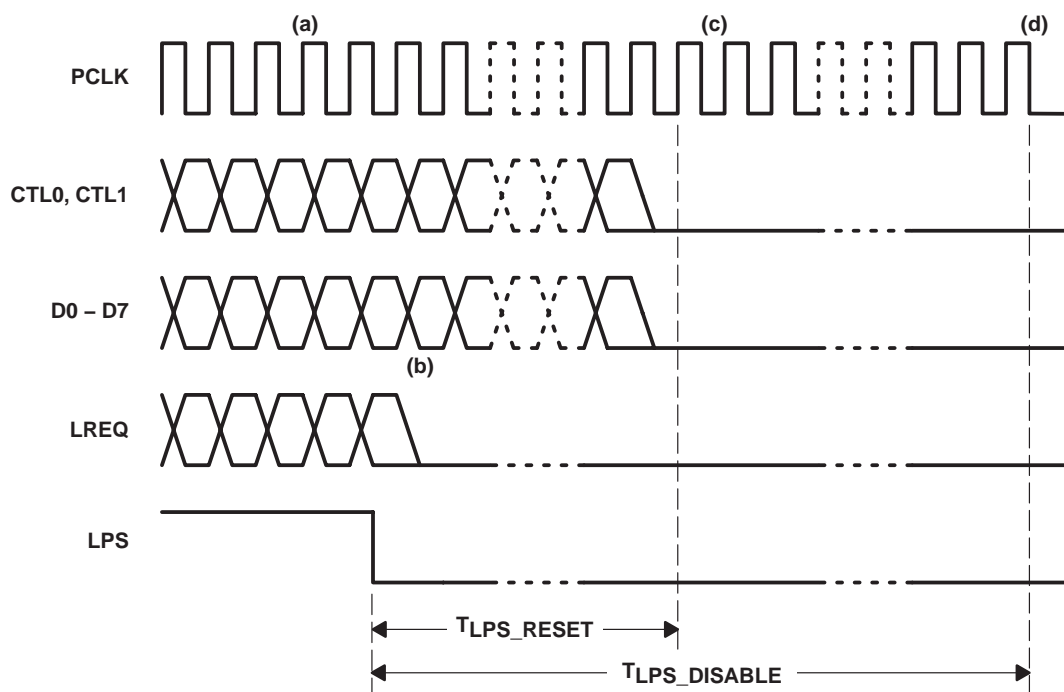 (a) (c) (d)
PCLK
CTL0, CTL1
D0 – D7
(b)
LREQ
LPS
TLPS_RESET
TLPS_DISABLE